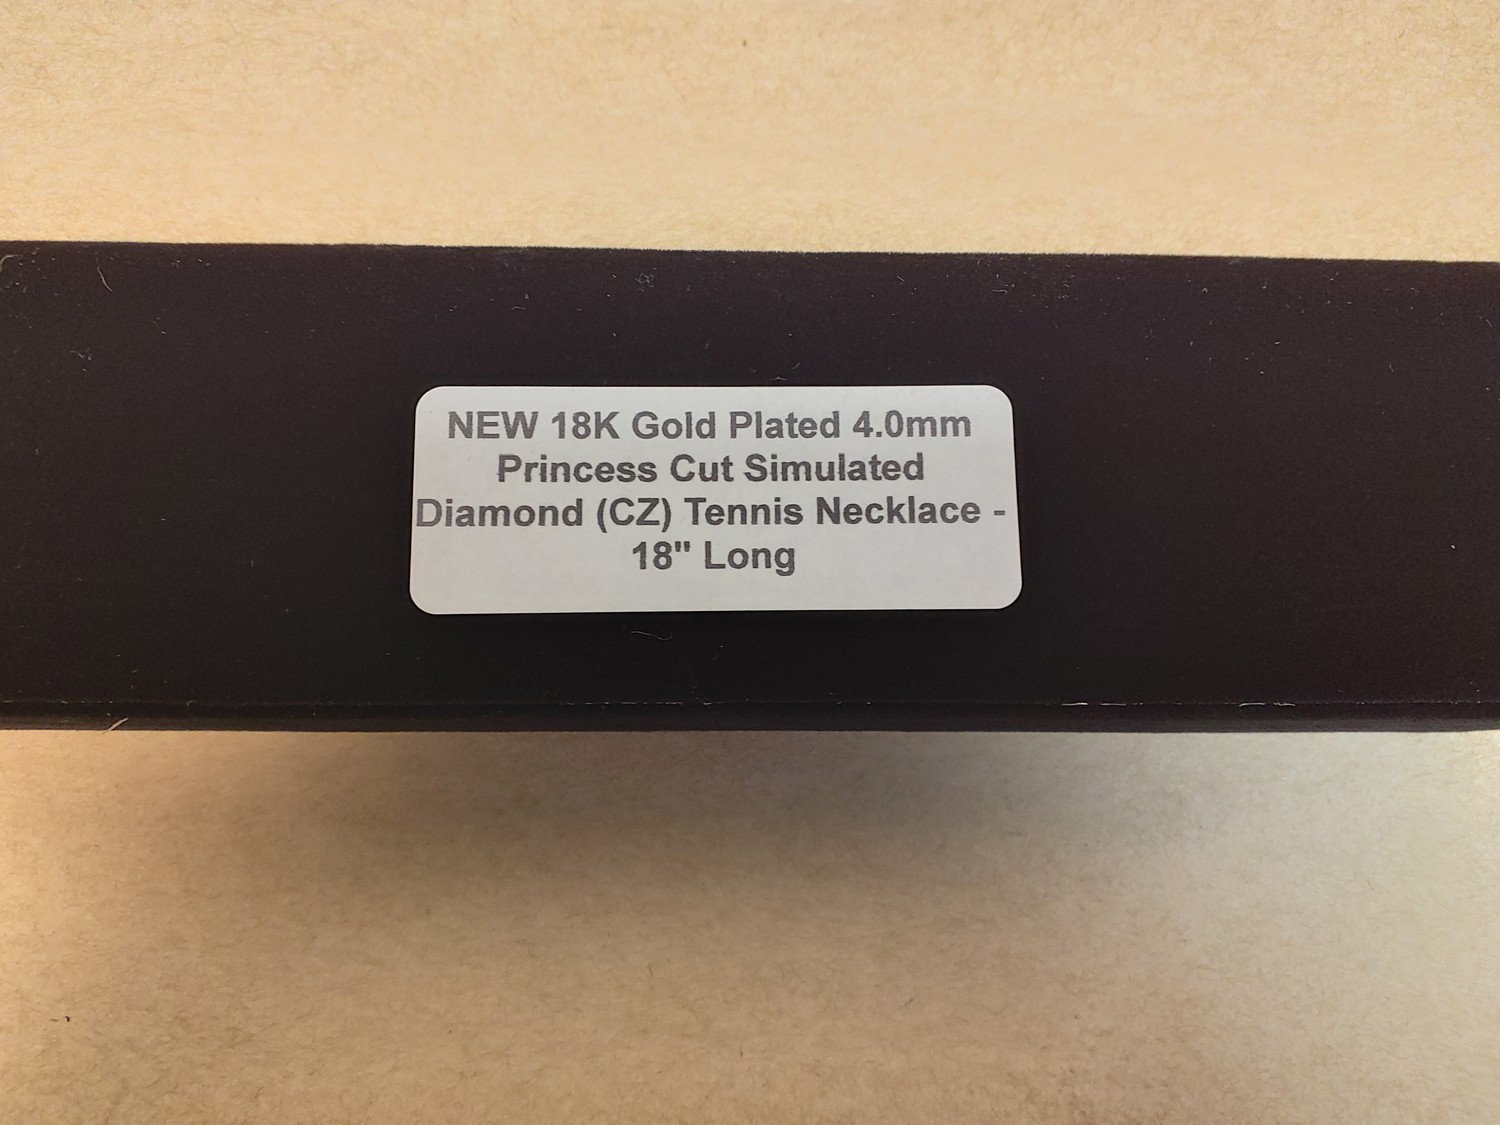 NEW 18K Gold Plated 4.0mm
Princess Cut Simulated
Diamond (CZ) Tennis Necklace -
18" Long